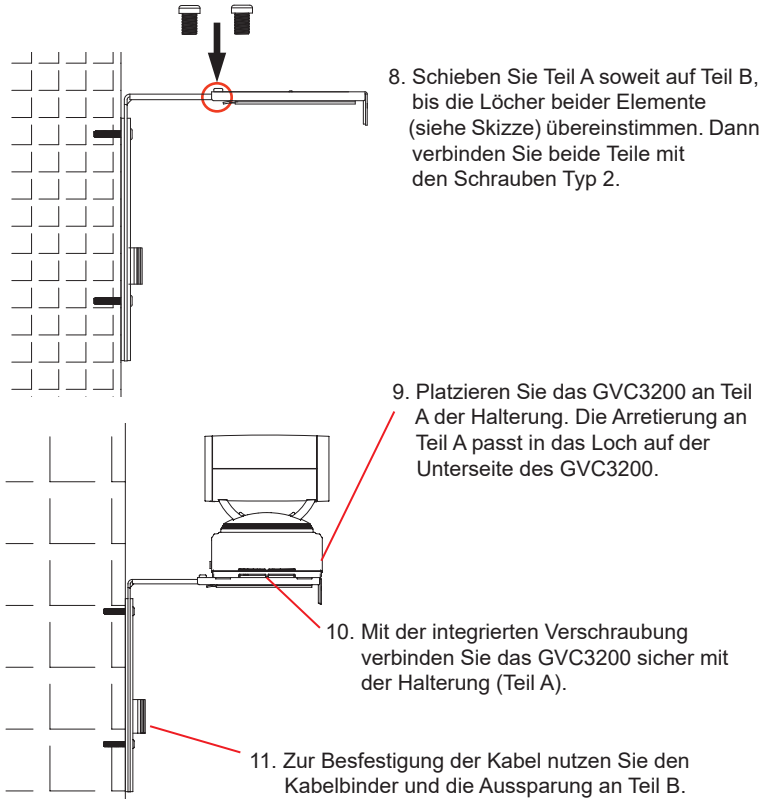 8. Schieben Sie Teil A soweit auf Teil B,
bis die Löcher beider Elemente
(siehe Skizze) übereinstimmen. Dann
verbinden Sie beide Teile mit
den Schrauben Typ 2.
9. Platzieren Sie das GVC3200 an Teil
A der Halterung. Die Arretierung an
Teil A passt in das Loch auf der
Unterseite des GVC3200.
10. Mit der integrierten Verschraubung
verbinden Sie das GVC3200 sicher mit
der Halterung (Teil A).
11. Zur Besfestigung der Kabel nutzen Sie den
Kabelbinder und die Aussparung an Teil B.